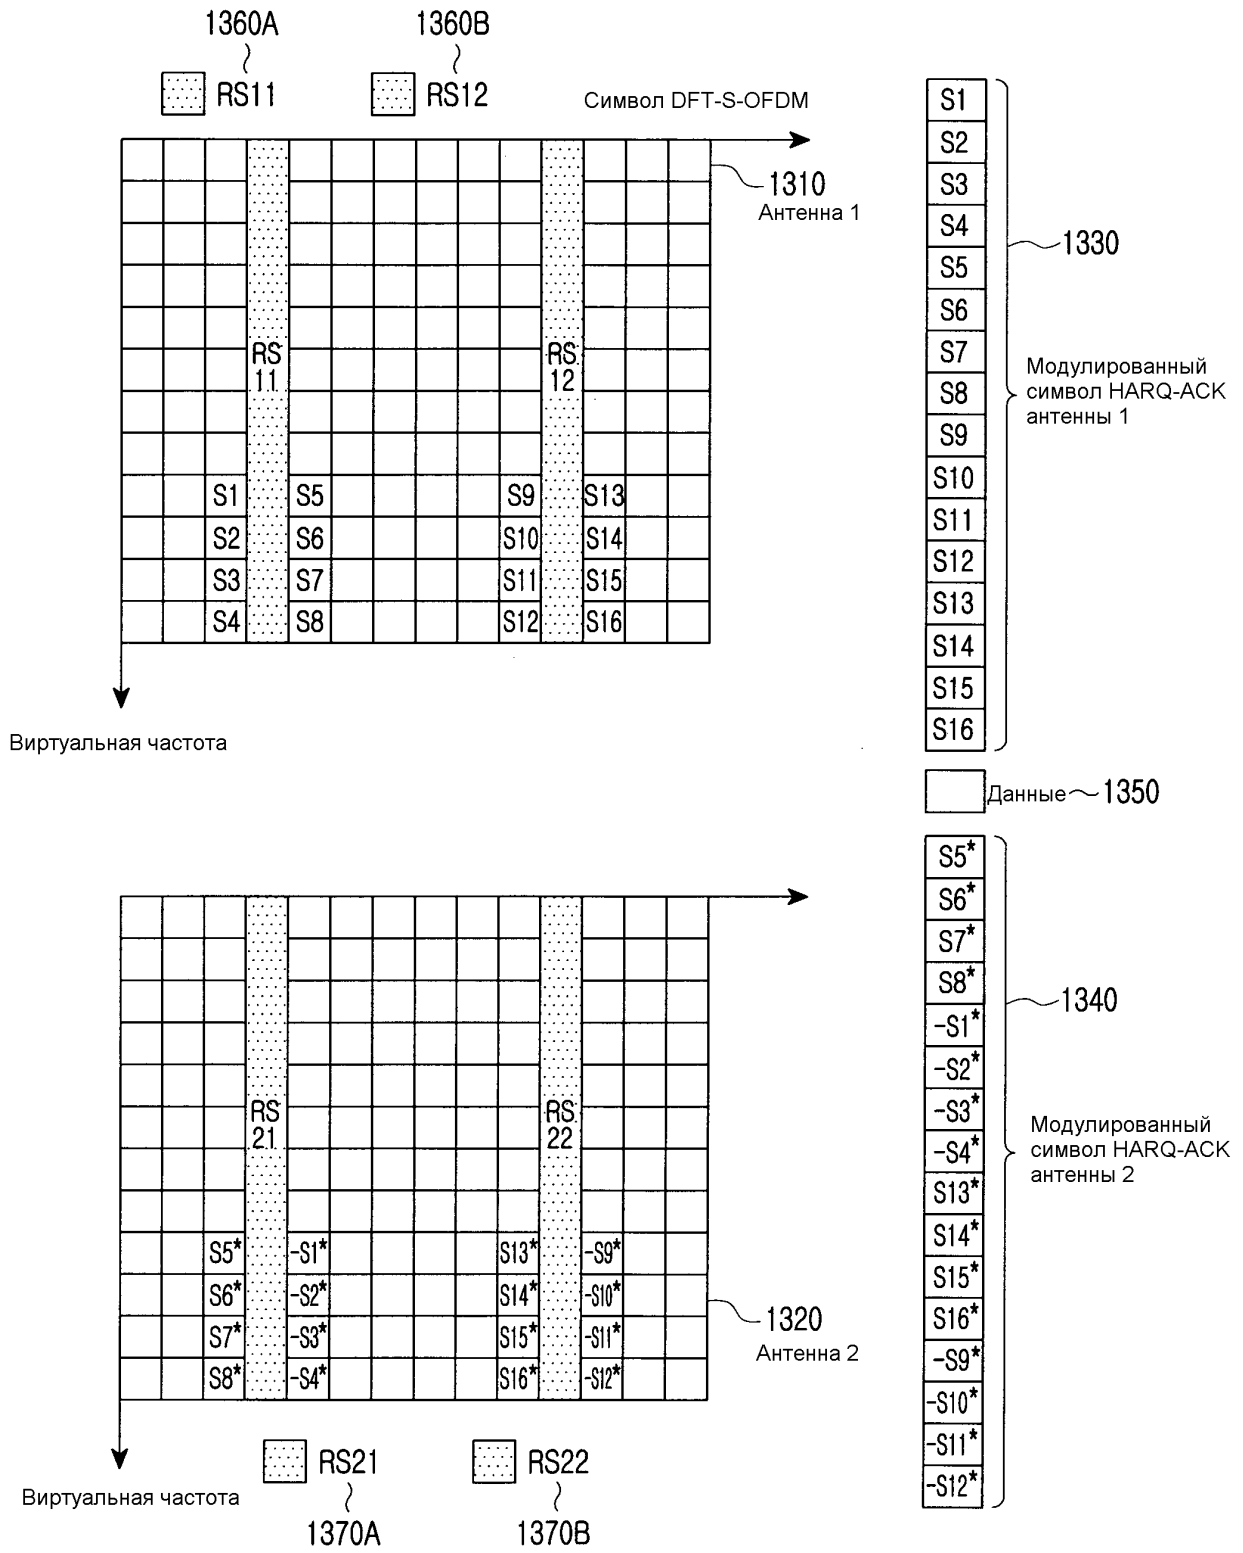 1360A 1360B
RS11 RS12
Символ DFT-S-OFDM
1310
Антенна 1
RS 11
RS 12
S1 S5 S9 S13
S2 S6 S10 S14
S3 S7 S11 S15
S4 S8 S12 S16
Виртуальная частота
S1
S2
S3
S4
S5
S6
S7
S8
S9
S10
S11
S12
S13
S14
S15
S16
1330
Модулированный
символ HARQ-ACK
антенны 1
Данные 1350
RS 21
RS 22
S5* -S1* S13* -S9*
S6* -S2* S14* -S10*
S7* -S3* S15* -S11*
S8* -S4* S16* -S12*
1320
Антенна 2
Виртуальная частота
RS21 RS22
1370A 1370B
S5*
S6*
S7*
S8*
-S1*
-S2*
-S3*
-S4*
S13*
S14*
S15*
S16*
-S9*
-S10*
-S11*
-S12*
1340
Модулированный
символ HARQ-ACK
антенны 2